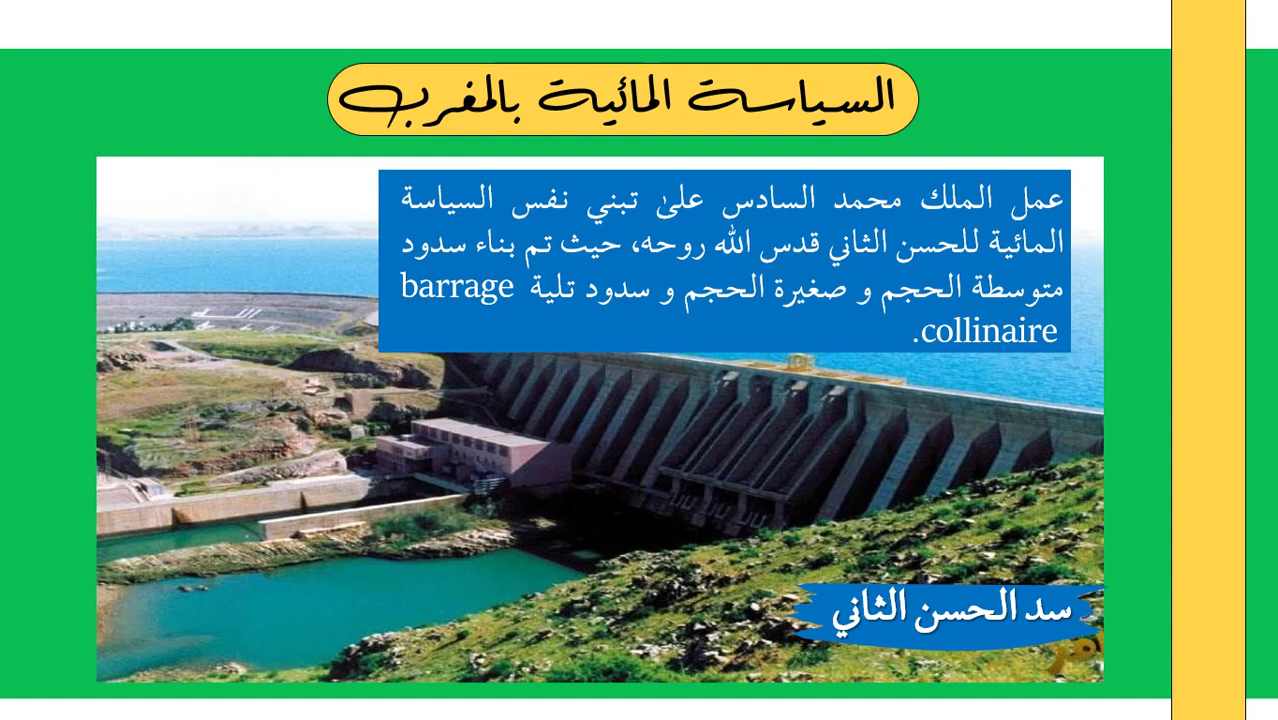 السياسة المائية بالمغرب
عمل الملك محمد السادس على تبني نفس السياسة
المائية للحسن الثاني قدس الله روحه، حيث تم بناء سدود
متوسطة الحجم و صغيرة الحجم و سدود تلية barrage
collinaire.
سد الحسن الثاني